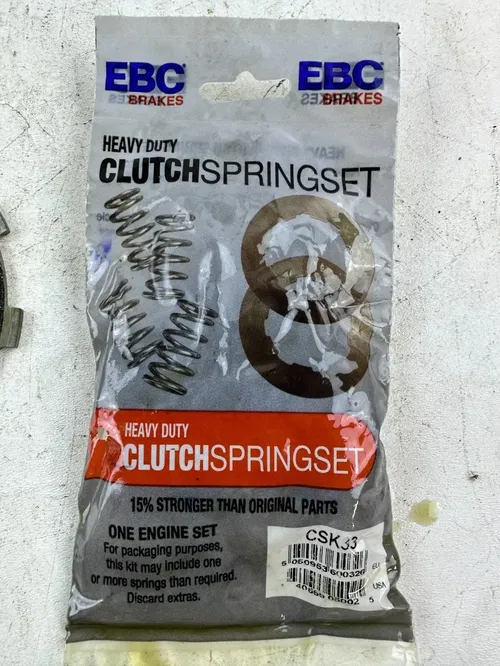 EBC EBC
BRAKES BRAKES
HEAVY DUTY
CLUTCHSPRINGSET
HEAVY DUTY
CLUTCHSPRINGSET
15% STRONGER THAN ORIGINAL PARTS
ONE ENGINE SET
For packaging purposes,
this kit may include one
or more springs than required.
Discard extras.
CSK33
EU
USA